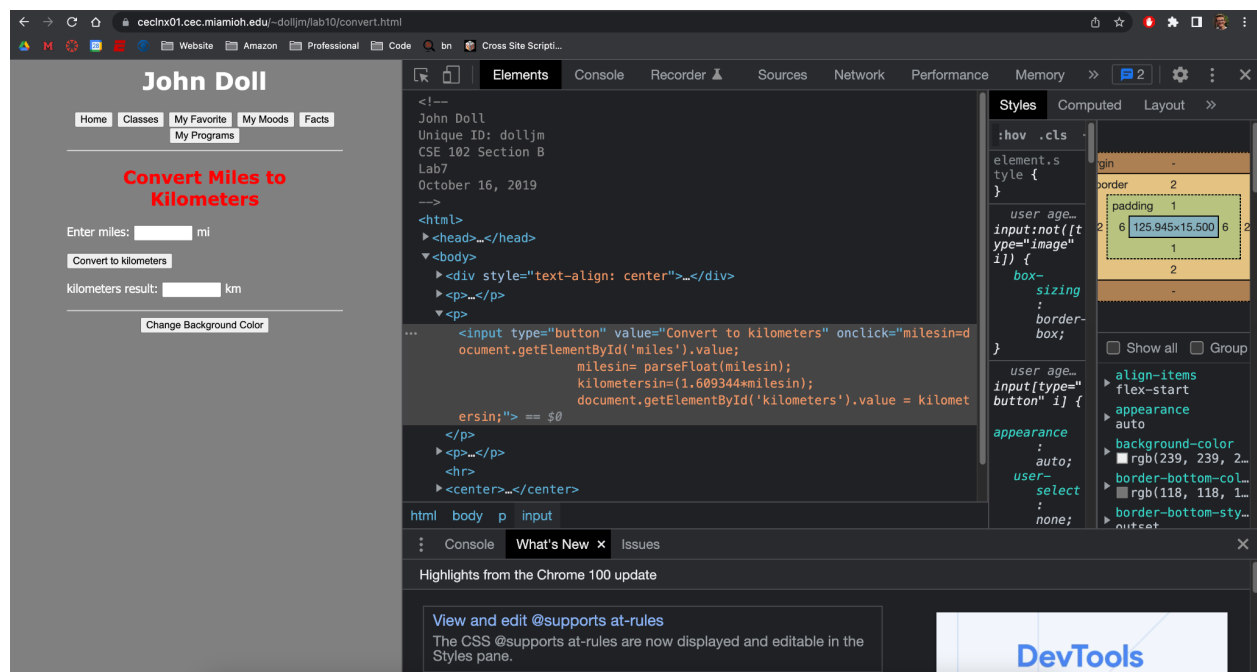 ceclnx01.cec.miamioh.edu/~dolljm/lab10/convert.html
Website Amazon Professional Code bn Cross Site Scripti...
John Doll
Home Classes My Favorite My Moods Facts
My Programs
Convert Miles to
Kilometers
Enter miles: mi
Convert to kilometers
kilometers result: km
Change Background Color
Elements Console Recorder Sources Network Performance Memory » 2
<!--
John Doll
Unique ID: dolljm
CSE 102 Section B
Lab7
October 16, 2019
-->
<html>
<head>…</head>
<body>
<div style="text-align: center">…</div>
<p>…</p>
<p>
<input type="button" value="Convert to kilometers" onclick="milesin=d
ocument.getElementById('miles').value;
milesin= parseFloat(milesin);
kilometersin=(1.609344*milesin);
document.getElementById('kilometers').value = kilomet
ersin;"> == $0
</p>
<p>…</p>
<hr>
<center>…</center>
html body p input
Styles Computed Layout »
:hov .cls
element.s
tyle {
}
user age…
input:not([t
ype="image"
i]) {
box-
sizing
:
border-
box;
}
user age…
input[type="
button" i] {
appearance
:
auto;
user-
select
:
none;
-
border 2
padding 1
2 6 125.945×15.500 6 2
1
2
-
Show all Group
align-items
flex-start
appearance
auto
background-color
rgb(239, 239, 2…
border-bottom-col…
rgb(118, 118, 1…
border-bottom-sty…
outset
Console What's New × Issues
Highlights from the Chrome 100 update
View and edit @supports at-rules
The CSS @supports at-rules are now displayed and editable in the
Styles pane.
DevTools